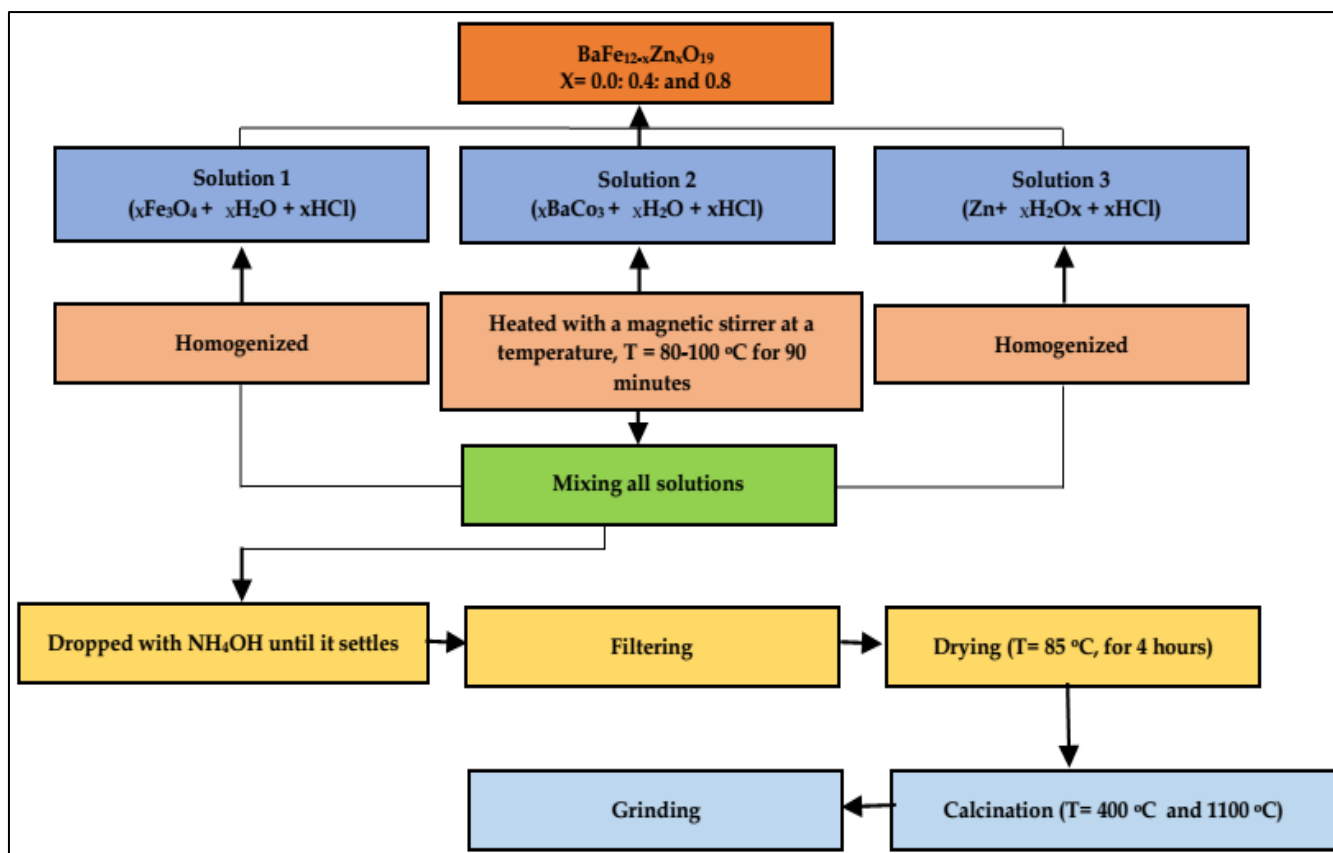 BaFe₁₂₋ₓZnₓO₁₉
X= 0.0: 0.4: and 0.8
Solution 1
(ₓFe₃O₄ + ₓH₂O + xHCl)
Solution 2
(ₓBaCo₃ + ₓH₂O + xHCl)
Solution 3
(Zn+ ₓH₂Ox + xHCl)
Homogenized
Heated with a magnetic stirrer at a
temperature, T = 80-100 ºC for 90
minutes
Homogenized
Mixing all solutions
Dropped with NH₄OH until it settles
Filtering
Drying (T= 85 ºC, for 4 hours)
Grinding
Calcination (T= 400 ºC and 1100 ºC)